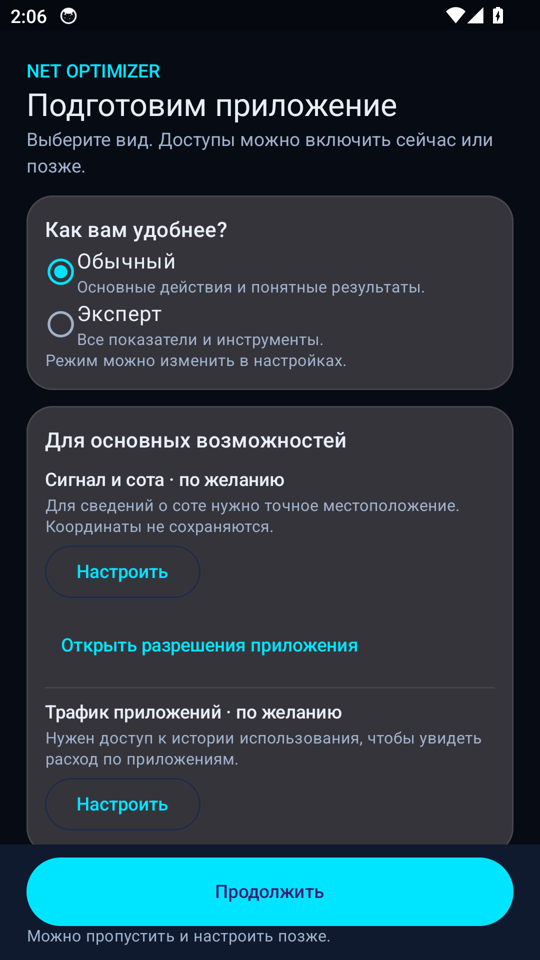 2:06
NET OPTIMIZER
Подготовим приложение
Выберите вид. Доступы можно включить сейчас или
позже.
Как вам удобнее?
Обычный
Основные действия и понятные результаты.
Эксперт
Все показатели и инструменты.
Режим можно изменить в настройках.
Для основных возможностей
Сигнал и сота · по желанию
Для сведений о соте нужно точное местоположение.
Координаты не сохраняются.
Настроить
Открыть разрешения приложения
Трафик приложений · по желанию
Нужен доступ к истории использования, чтобы увидеть
расход по приложениям.
Настроить
Продолжить
Можно пропустить и настроить позже.